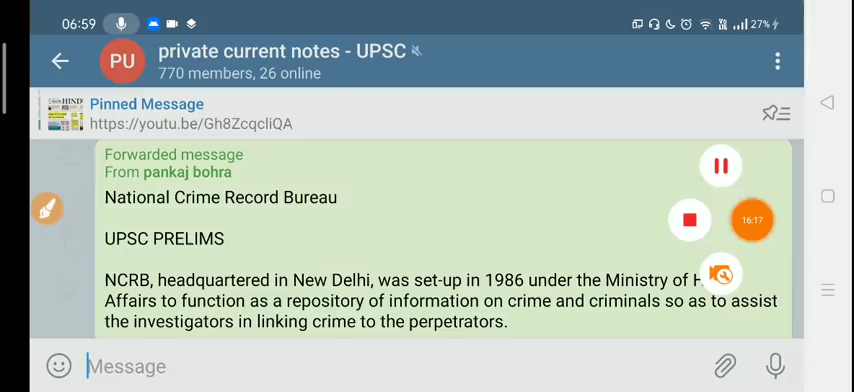 06:59
27%
PU
private current notes - UPSC
770 members, 26 online
Pinned Message
https://youtu.be/Gh8ZcqcliQA
HIND
Forwarded message
From pankaj bohra
National Crime Record Bureau
UPSC PRELIMS
NCRB, headquartered in New Delhi, was set-up in 1986 under the Ministry of
Affairs to function as a repository of information on crime and criminals so as to assist
the investigators in linking crime to the perpetrators.
16:17
Message